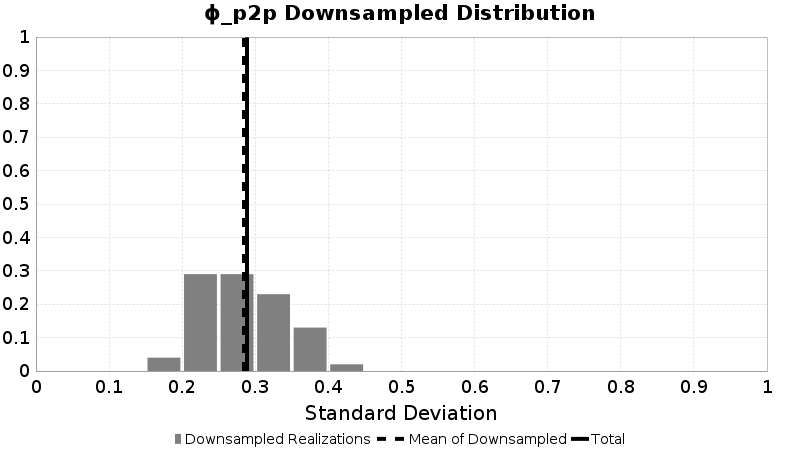 ϕ_p2p Downsampled Distribution
1
0.9
0.8
0.7
0.6
0.5
0.4
0.3
0.2
0.1
0
0 0.1 0.2 0.3 0.4 0.5 0.6 0.7 0.8 0.9 1
Standard Deviation
Downsampled Realizations Mean of Downsampled Total